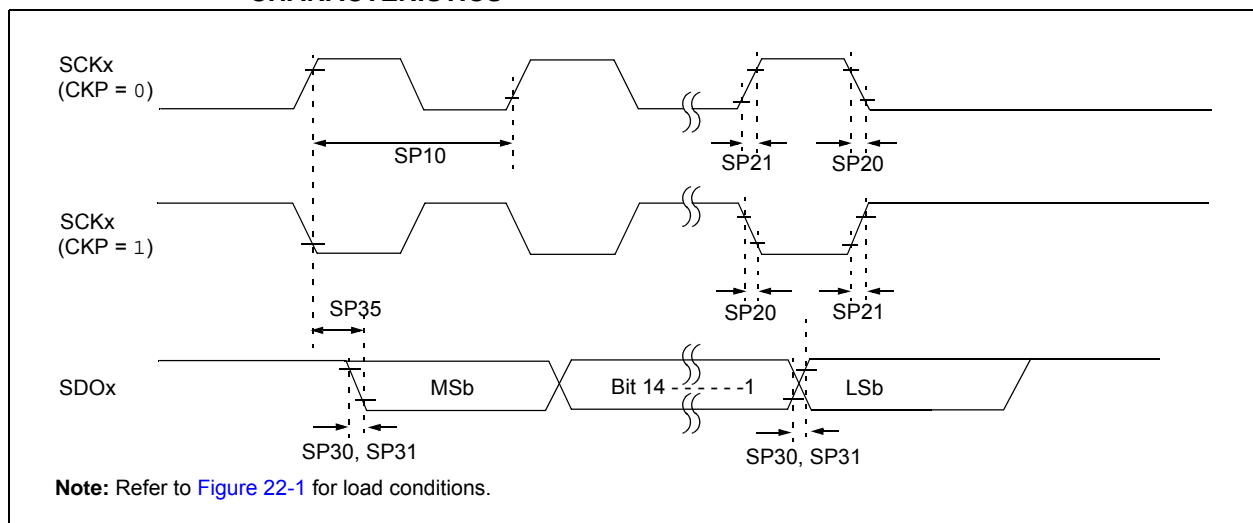 CHARACTERISTICS
SCKx
(CKP = 0)
SP10
SP21
SP20
SCKx
(CKP = 1)
SP35
SP20
SP21
SDOx
MSb
Bit 14 - - - - - -1
LSb
SP30, SP31
SP30, SP31
Note: Refer to Figure 22-1 for load conditions.